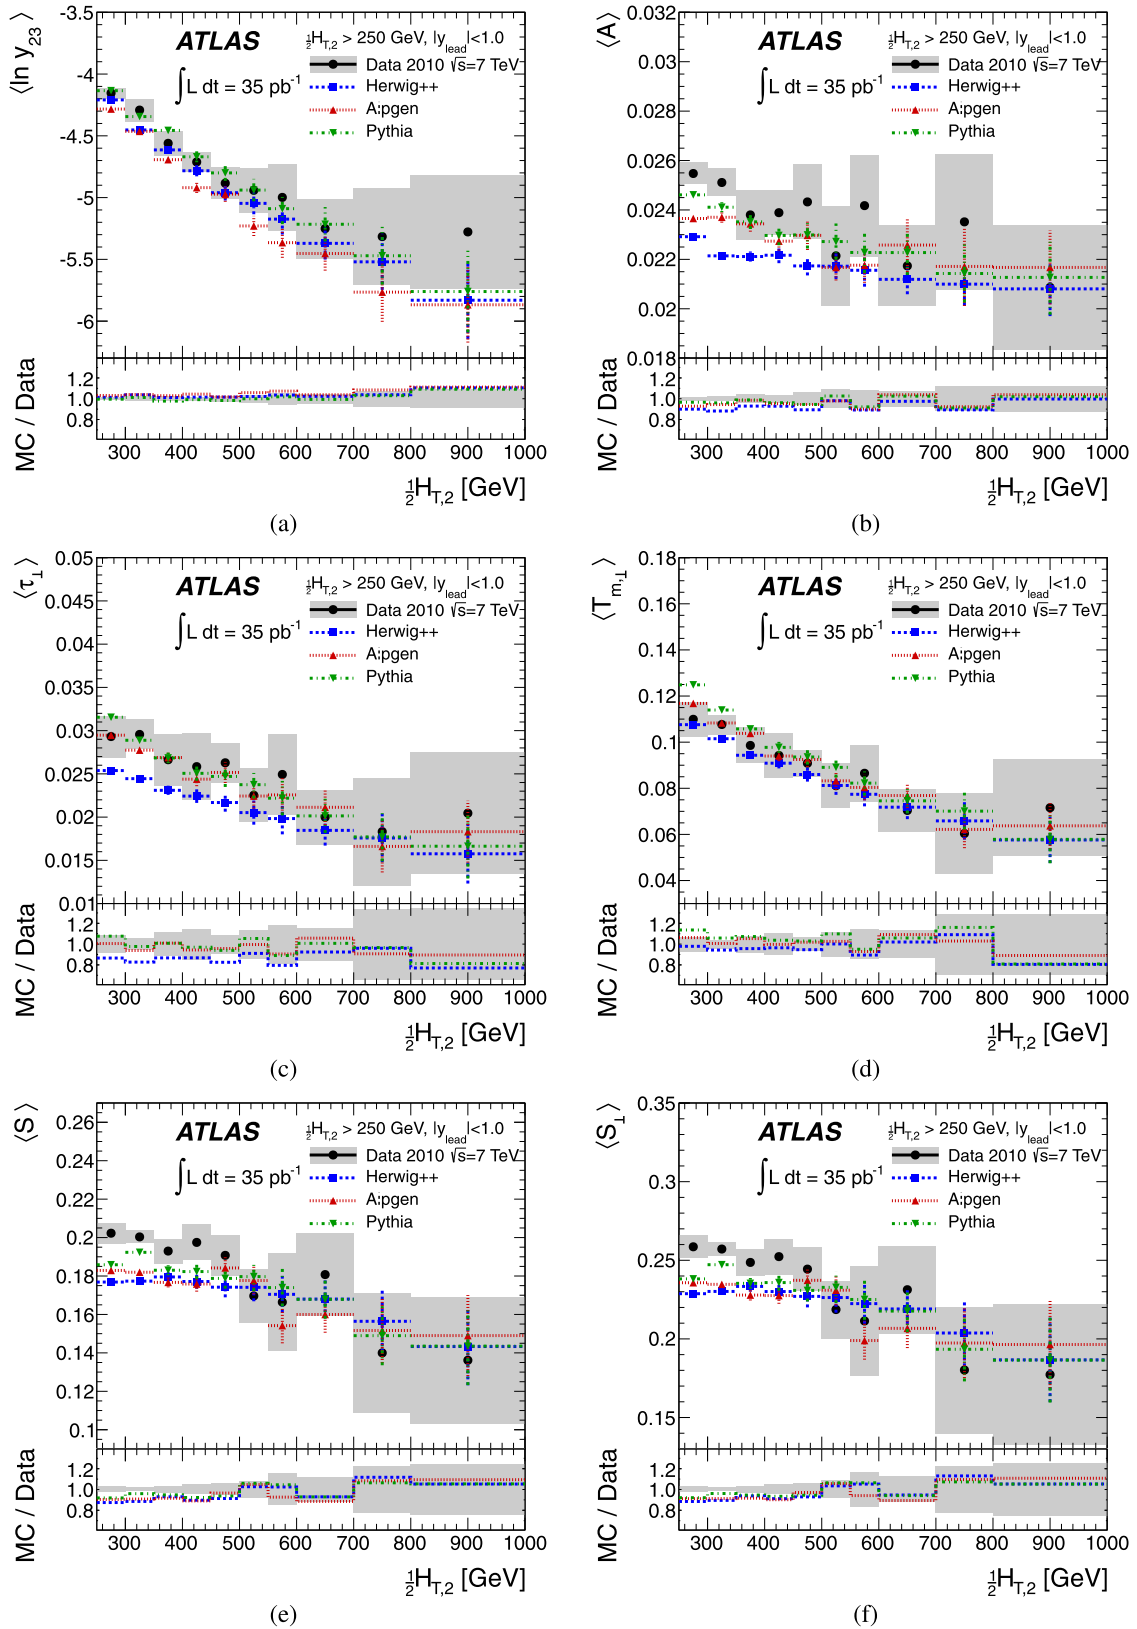 ⟨ln y23⟩
-3.5
-4
-4.5
-5
-5.5
-6
ATLAS
½HT,2 > 250 GeV, |ylead|<1.0
∫L dt = 35 pb-1
Data 2010 √s=7 TeV
Herwig++
Alpgen
Pythia
MC / Data
1.2
1.0
0.8
300 400 500 600 700 800 900 1000
½HT,2 [GeV]
(a)
⟨A⟩
0.032
0.03
0.028
0.026
0.024
0.022
0.02
0.018
ATLAS
½HT,2 > 250 GeV, |ylead|<1.0
∫L dt = 35 pb-1
Data 2010 √s=7 TeV
Herwig++
Alpgen
Pythia
MC / Data
1.2
1.0
0.8
300 400 500 600 700 800 900 1000
½HT,2 [GeV]
(b)
⟨τ⊥⟩
0.05
0.045
0.04
0.035
0.03
0.025
0.02
0.015
0.01
ATLAS
½HT,2 > 250 GeV, |ylead|<1.0
∫L dt = 35 pb-1
Data 2010 √s=7 TeV
Herwig++
Alpgen
Pythia
MC / Data
1.2
1.0
0.8
300 400 500 600 700 800 900 1000
½HT,2 [GeV]
(c)
⟨Tm,⊥⟩
0.18
0.16
0.14
0.12
0.1
0.08
0.06
0.04
ATLAS
½HT,2 > 250 GeV, |ylead|<1.0
∫L dt = 35 pb-1
Data 2010 √s=7 TeV
Herwig++
Alpgen
Pythia
MC / Data
1.2
1.0
0.8
300 400 500 600 700 800 900 1000
½HT,2 [GeV]
(d)
⟨S⟩
0.26
0.24
0.22
0.2
0.18
0.16
0.14
0.12
0.1
ATLAS
½HT,2 > 250 GeV, |ylead|<1.0
∫L dt = 35 pb-1
Data 2010 √s=7 TeV
Herwig++
Alpgen
Pythia
MC / Data
1.2
1.0
0.8
300 400 500 600 700 800 900 1000
½HT,2 [GeV]
(e)
⟨S⊥⟩
0.35
0.3
0.25
0.2
0.15
ATLAS
½HT,2 > 250 GeV, |ylead|<1.0
∫L dt = 35 pb-1
Data 2010 √s=7 TeV
Herwig++
Alpgen
Pythia
MC / Data
1.2
1.0
0.8
300 400 500 600 700 800 900 1000
½HT,2 [GeV]
(f)